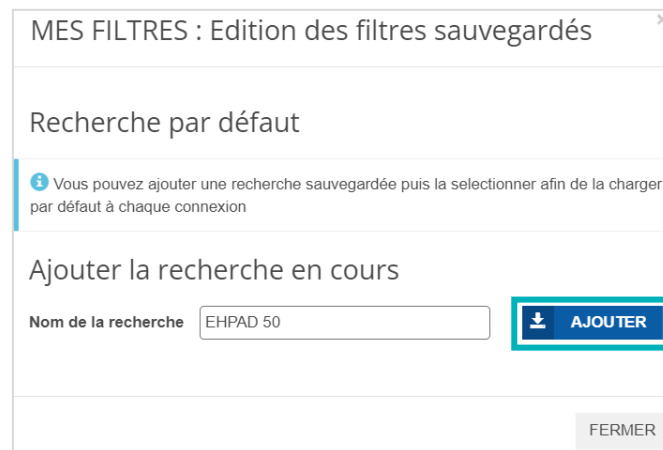 MES FILTRES : Edition des filtres sauvegardés
×
Recherche par défaut
Vous pouvez ajouter une recherche sauvegardée puis la selectionner afin de la charger
par défaut à chaque connexion
Ajouter la recherche en cours
Nom de la recherche EHPAD 50 AJOUTER
FERMER